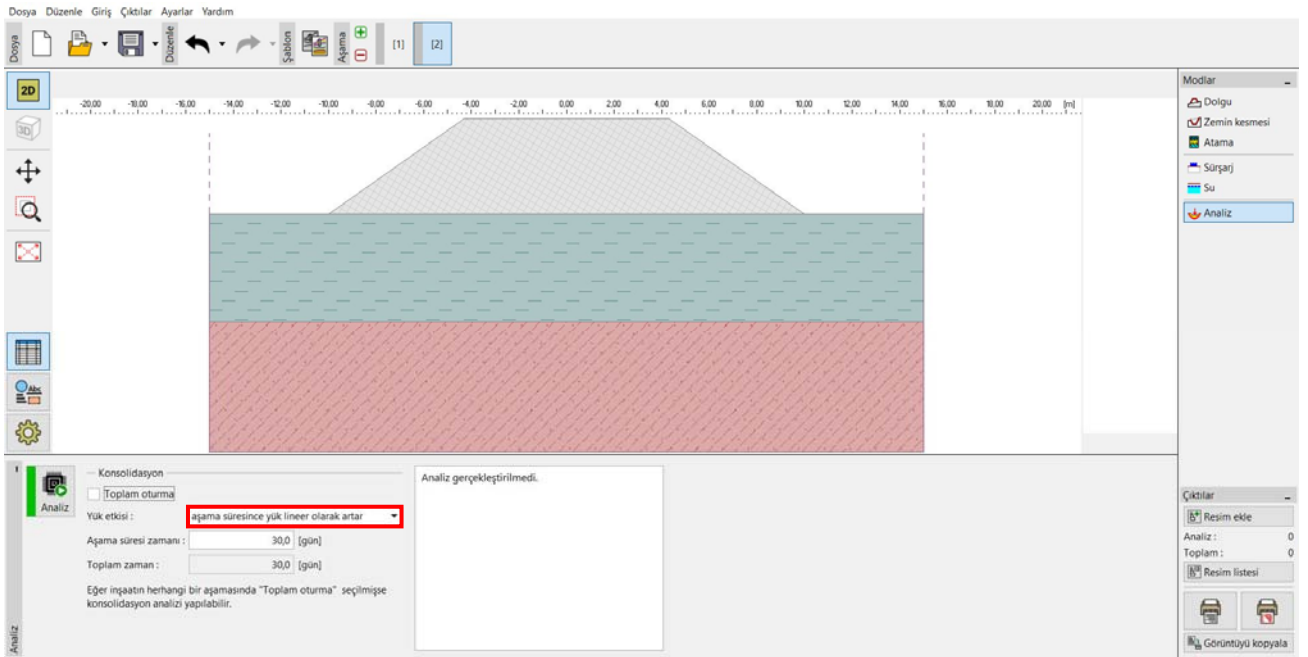 Dosya Düzenle Giriş Çıktılar Ayarlar Yardım
Dosya
Düzenle
Şablon
Aşama
[1] [2]
2D
3D
-20,00 -18,00 -16,00 -14,00 -12,00 -10,00 -8,00 -6,00 -4,00 -2,00 0,00 2,00 4,00 6,00 8,00 10,00 12,00 14,00 16,00 18,00 20,00 [m]
Modlar
Dolgu
Zemin kesmesi
Atama
Sürşarj
Su
Analiz
Abc
Analiz
Konsolidasyon
Toplam oturma
Yük etkisi : aşama süresince yük lineer olarak artar
Aşama süresi zamanı : 30,0 [gün]
Toplam zaman : 30,0 [gün]
Eğer inşaatın herhangi bir aşamasında "Toplam oturma" seçilmişse
konsolidasyon analizi yapılabilir.
Analiz gerçekleştirilmedi.
Analiz
Çıktılar
Resim ekle
Analiz : 0
Toplam : 0
Resim listesi
Görüntüyü kopyala